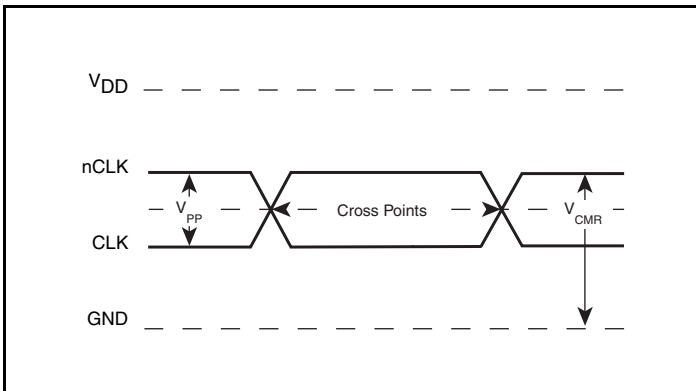 VDD
nCLK
VPP
Cross Points
VCMR
CLK
GND